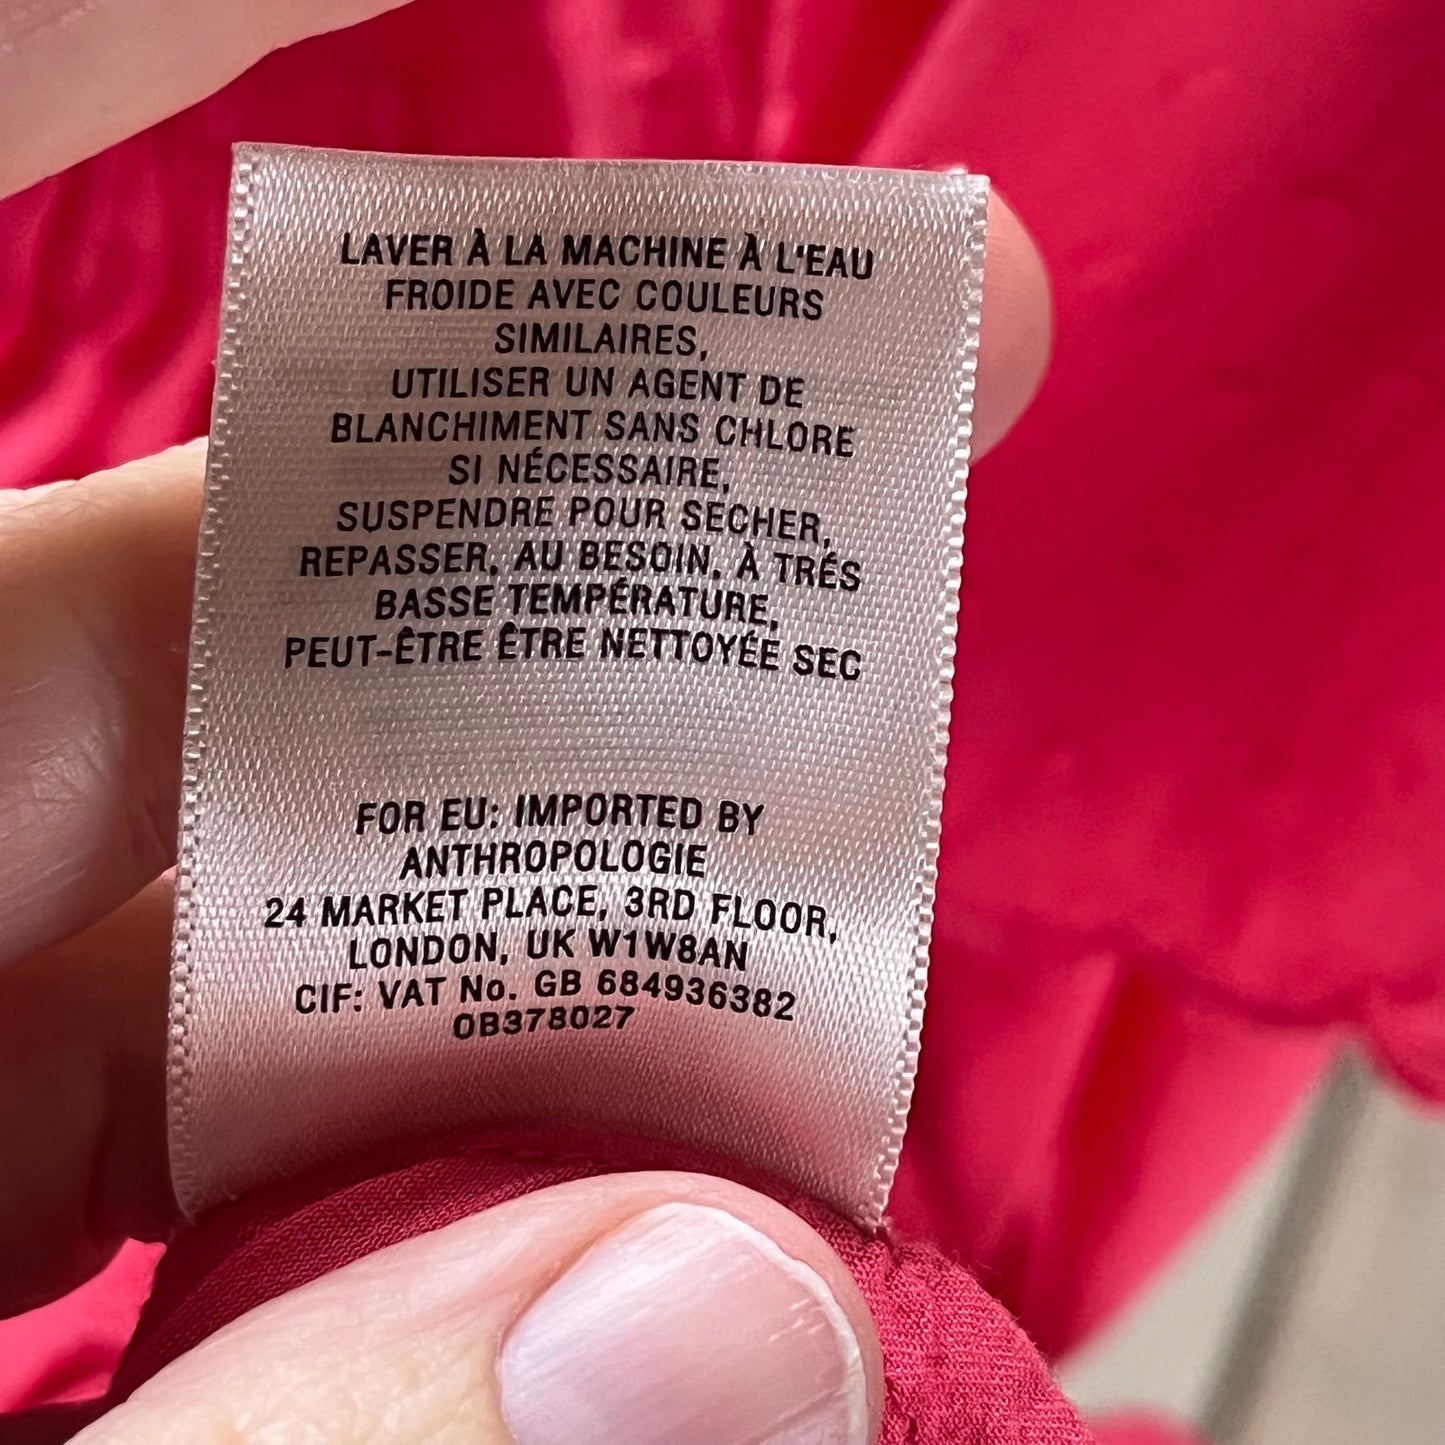 LAVER À LA MACHINE À L'EAU
FROIDE AVEC COULEURS
SIMILAIRES,
UTILISER UN AGENT DE
BLANCHIMENT SANS CHLORE
SI NÉCESSAIRE,
SUSPENDRE POUR SECHER,
REPASSER, AU BESOIN, À TRÉS
BASSE TEMPÉRATURE,
PEUT-ÊTRE ÊTRE NETTOYÉE SEC
FOR EU: IMPORTED BY
ANTHROPOLOGIE
24 MARKET PLACE, 3RD FLOOR,
LONDON, UK W1W8AN
CIF: VAT No. GB 684936382
OB378027